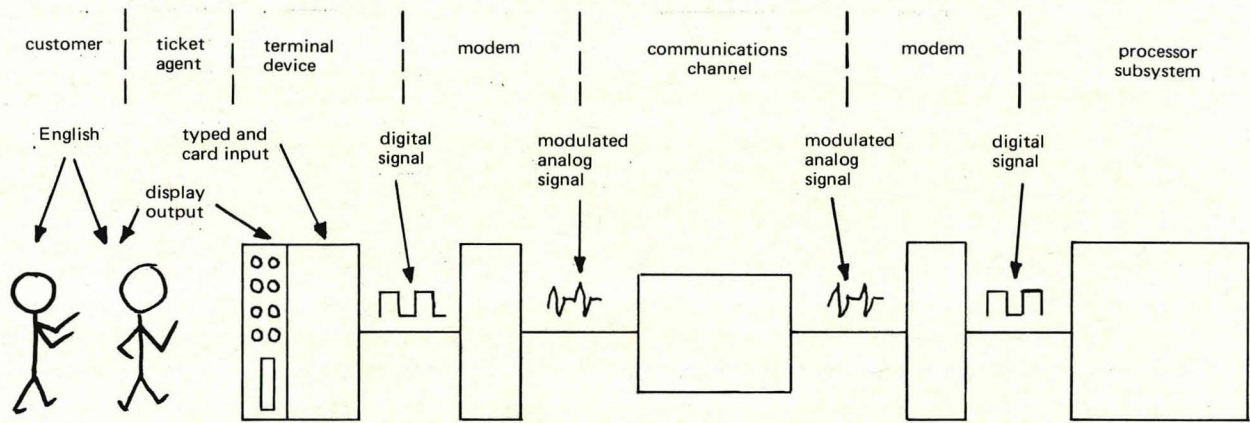 customer
ticket
agent
terminal
device
modem
communications
channel
modem
processor
subsystem
English
typed and
card input
digital
signal
modulated
analog
signal
modulated
analog
signal
digital
signal
display
output